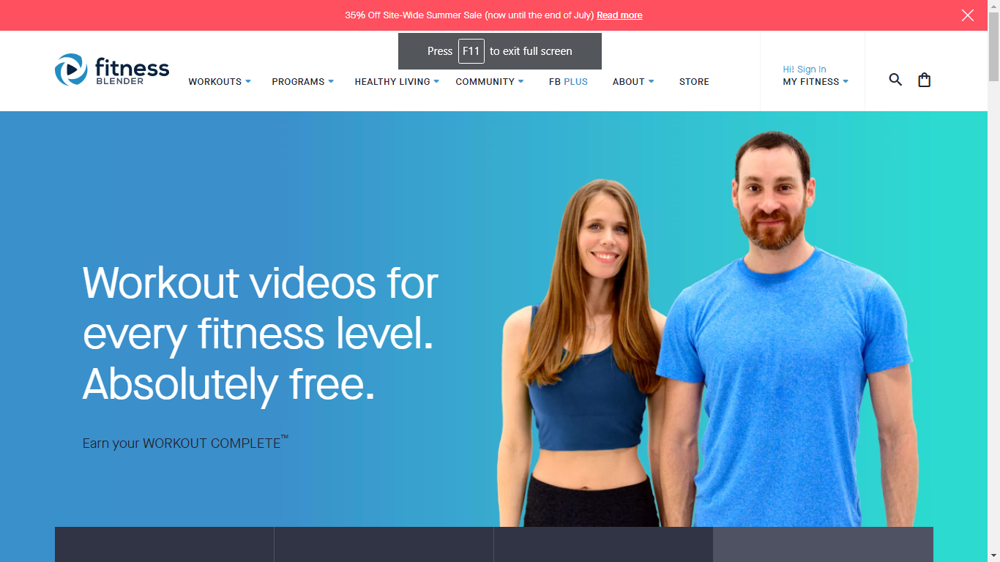 35% Off Site-Wide Summer Sale (now until the end of July) Read more
Press F11 to exit full screen
fitness
BLENDER
WORKOUTS PROGRAMS HEALTHY LIVING COMMUNITY FB PLUS ABOUT STORE
Hi! Sign In
MY FITNESS
Workout videos for
every fitness level.
Absolutely free.
Earn your WORKOUT COMPLETE™